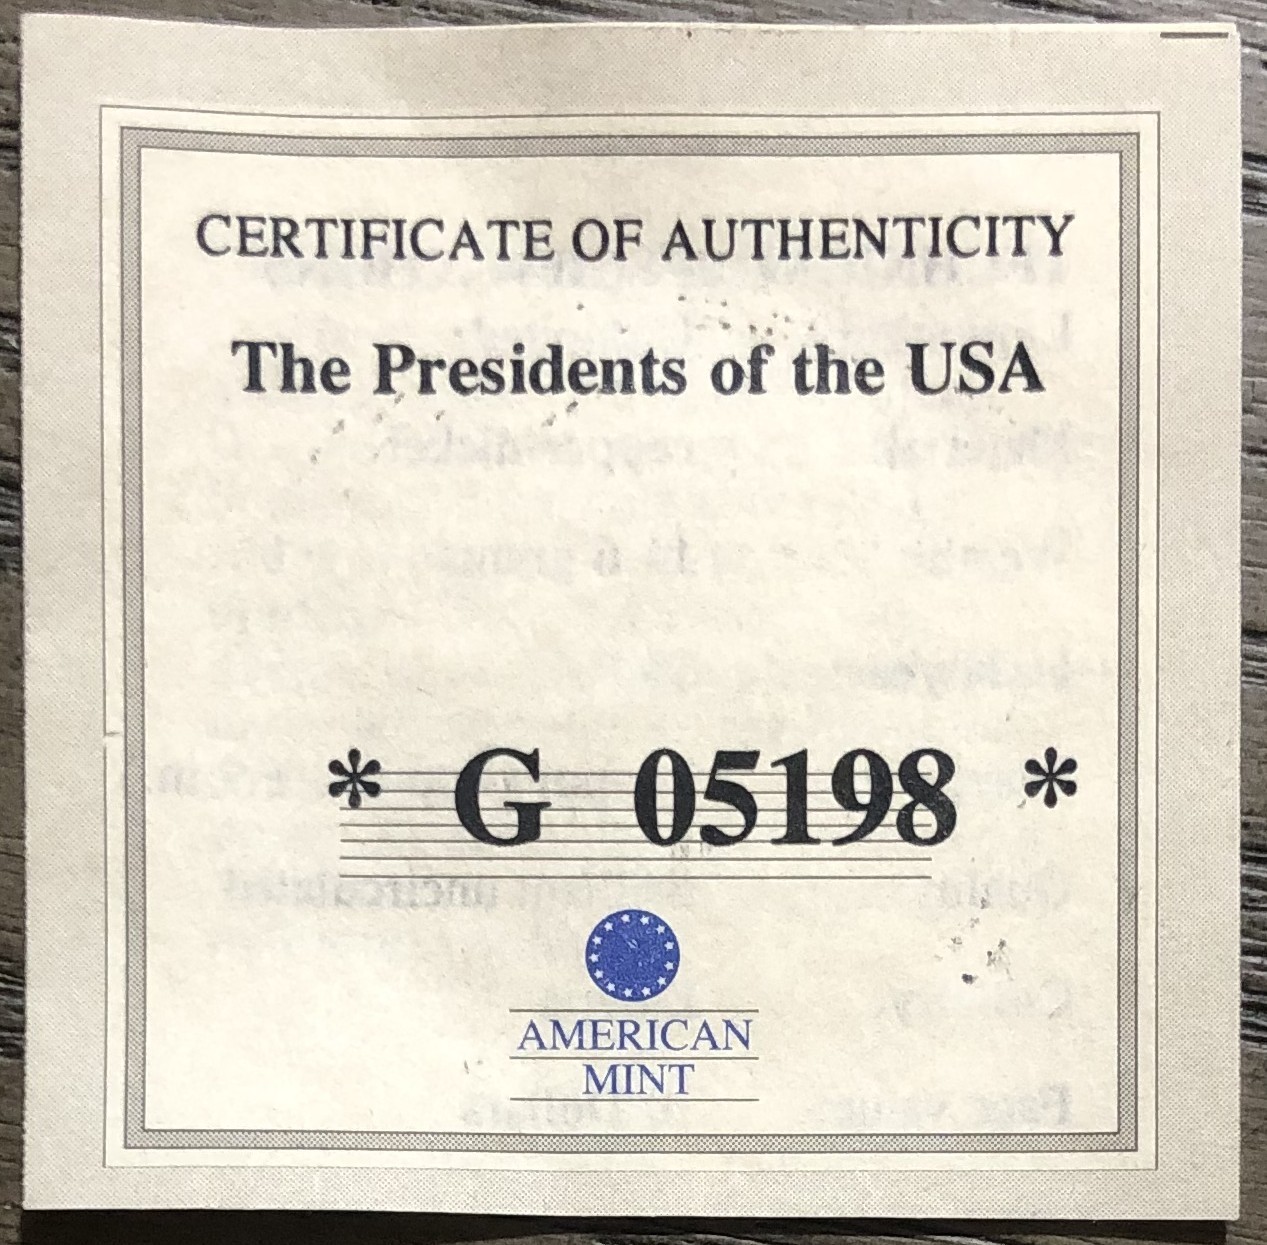 CERTIFICATE OF AUTHENTICITY
The Presidents of the USA
* G 05198 *
AMERICAN
MINT